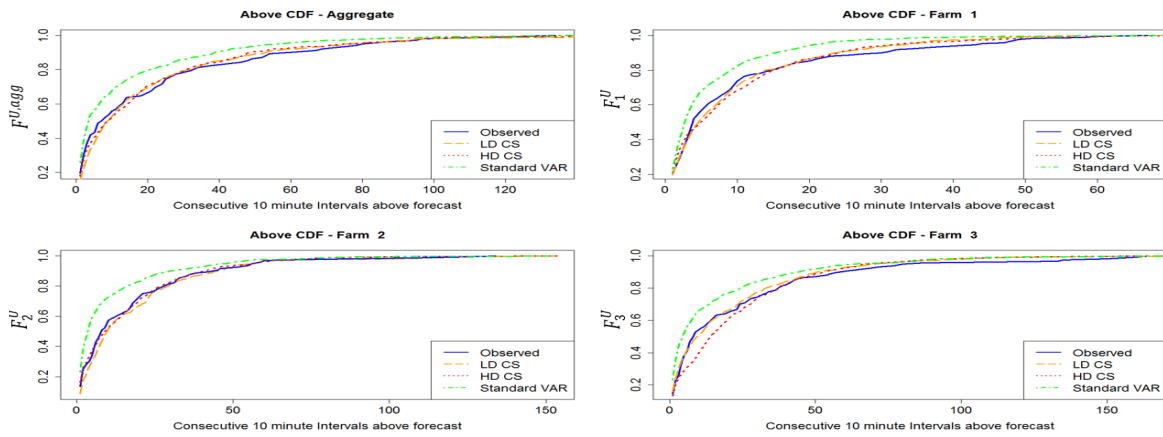 Above CDF - Aggregate
F^{U,agg}
0.2 0.4 0.6 0.8 1.0
Observed
LD CS
HD CS
Standard VAR
0 20 40 60 80 100 120
Consecutive 10 minute Intervals above forecast
Above CDF - Farm 1
F_1^U
0.2 0.4 0.6 0.8 1.0
Observed
LD CS
HD CS
Standard VAR
0 10 20 30 40 50 60
Consecutive 10 minute Intervals above forecast
Above CDF - Farm 2
F_2^U
0.2 0.4 0.6 0.8 1.0
Observed
LD CS
HD CS
Standard VAR
0 50 100 150
Consecutive 10 minute Intervals above forecast
Above CDF - Farm 3
F_3^U
0.2 0.4 0.6 0.8 1.0
Observed
LD CS
HD CS
Standard VAR
0 50 100 150
Consecutive 10 minute Intervals above forecast